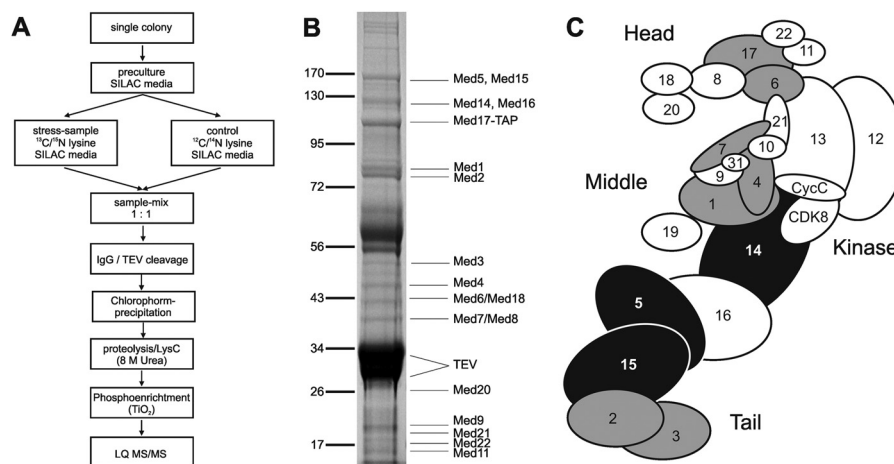 A
single colony
preculture
SILAC media
stress-sample
¹³C/¹⁵N lysine
SILAC media
control
¹²C/¹⁴N lysine
SILAC media
sample-mix
1 : 1
IgG / TEV cleavage
Chlorophorm-
precipitation
proteolysis/LysC
(8 M Urea)
Phosphoenrichtment
(TiO₂)
LQ MS/MS
B
170
130
95
72
56
43
34
26
17
Med5, Med15
Med14, Med16
Med17-TAP
Med1
Med2
Med3
Med4
Med6/Med18
Med7/Med8
TEV
Med20
Med9
Med21
Med22
Med11
C
Head
22
17
11
18
8
6
20
21
13
12
7
10
31
9
4
Middle
CycC
1
CDK8
19
14
Kinase
5
16
15
2
3
Tail